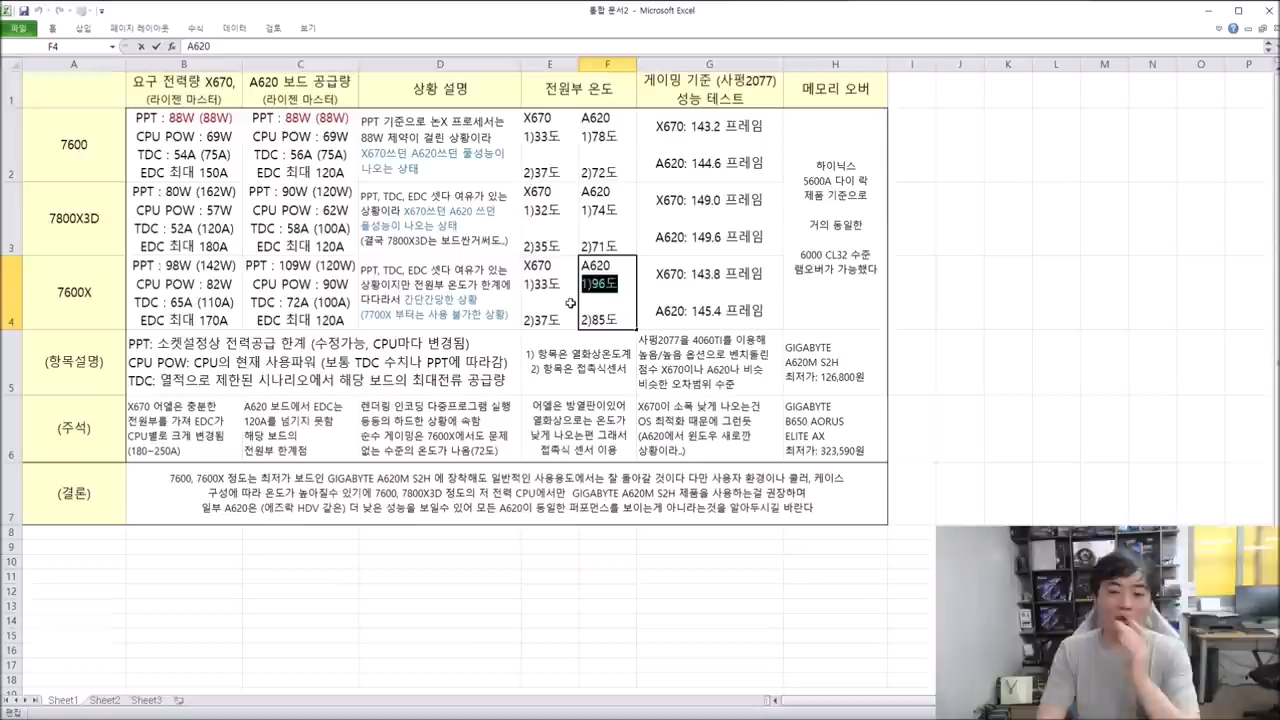 통합 문서2 - Microsoft Excel
파일 홈 삽입 페이지 레이아웃 수식 데이터 검토 보기
F4 A620
A B C D E F G H I J K L M N O P
1
요구 전력량 X670,
(라이젠 마스터)
A620 보드 공급량
(라이젠 마스터)
상황 설명
전원부 온도
게이밍 기준 (사펑2077)
성능 테스트
메모리 오버
2
7600
PPT : 88W (88W)
CPU POW : 69W
TDC : 54A (75A)
EDC 최대 150A
PPT : 88W (88W)
CPU POW : 69W
TDC : 56A (75A)
EDC 최대 120A
PPT 기준으로 논X 프로세서는
88W 제약이 걸린 상황이라
X670쓰던 A620쓰던 풀성능이
나오는 상태
X670
1)33도
2)37도
A620
1)78도
2)72도
X670: 143.2 프레임
A620: 144.6 프레임
하이닉스
5600A 다이 락
제품 기준으로
거의 동일한
6000 CL32 수준
램오버가 가능했다
3
7800X3D
PPT : 80W (162W)
CPU POW : 57W
TDC : 52A (120A)
EDC 최대 180A
PPT : 90W (120W)
CPU POW : 62W
TDC : 58A (100A)
EDC 최대 120A
PPT, TDC, EDC 셋다 여유가 있는
상황이라 X670쓰던 A620 쓰던
풀성능이 나오는 상태
(결국 7800X3D는 보드싼거써도..)
X670
1)32도
2)35도
A620
1)74도
2)71도
X670: 149.0 프레임
A620: 149.6 프레임
4
7600X
PPT : 98W (142W)
CPU POW : 82W
TDC : 65A (110A)
EDC 최대 170A
PPT : 109W (120W)
CPU POW : 90W
TDC : 72A (100A)
EDC 최대 120A
PPT, TDC, EDC 셋다 여유가 있는
상황이지만 전원부 온도가 한계에
다다라서 간단간당한 상황
(7700X 부터는 사용 불가한 상황)
X670
1)33도
2)37도
A620
1)96도
2)85도
X670: 143.8 프레임
A620: 145.4 프레임
5
(항목설명)
PPT: 소켓설정상 전력공급 한계 (수정가능, CPU마다 변경됨)
CPU POW: CPU의 현재 사용파워 (보통 TDC 수치나 PPT에 따라감)
TDC: 열적으로 제한된 시나리오에서 해당 보드의 최대전류 공급량
1) 항목은 열화상온도계
2) 항목은 접촉식센서
사펑2077을 4060TI를 이용해
높음/높음 옵션으로 벤치돌린
점수 X670이나 A620나 비슷
비슷한 오차범위 수준
GIGABYTE
A620M S2H
최저가: 126,800원
6
(주석)
X670 어엘은 충분한
전원부를 가져 EDC가
CPU별로 크게 변경됨
(180~250A)
A620 보드에서 EDC는
120A를 넘기지 못함
해당 보드의
전원부 한계점
렌더링 인코딩 다중프로그램 실행
등등의 하드한 상황에 속함
순수 게이밍은 7600X에서도 문제
없는 수준의 온도가 나옴(72도)
어엘은 방열판이있어
열화상으로는 온도가
낮게 나오는편 그래서
접촉식 센서 이용
X670이 소폭 낮게 나오는건
OS 최적화 때문에 그런듯
(A620에서 윈도우 새로깐
상황이라..)
GIGABYTE
B650 AORUS
ELITE AX
최저가: 323,590원
7
(결론)
7600, 7600X 정도는 최저가 보드인 GIGABYTE A620M S2H 에 장착해도 일반적인 사용용도에서는 잘 돌아갈 것이다 다만 사용자 환경이나 쿨러, 케이스
구성에 따라 온도가 높아질수 있기에 7600, 7800X3D 정도의 저 전력 CPU에서만 GIGABYTE A620M S2H 제품을 사용하는걸 권장하며
일부 A620은 (에즈락 HDV 같은) 더 낮은 성능을 보일수 있어 모든 A620이 동일한 퍼포먼스를 보이는게 아니라는것을 알아두시길 바란다
8
9
10
11
12
13
14
15
16
17
18
Sheet1 Sheet2 Sheet3
편집